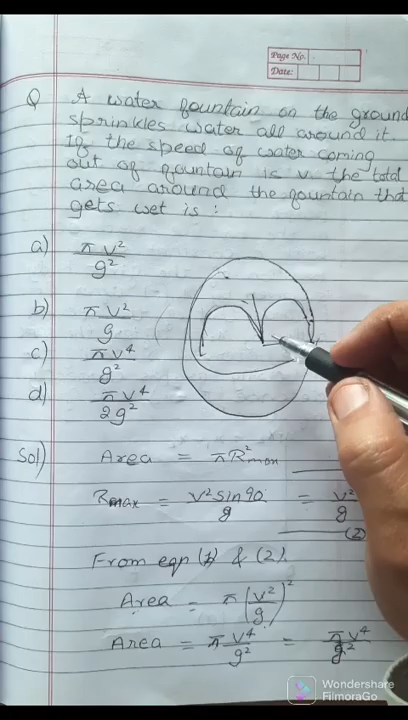 Page No.
Date:
Q A water fountain on the ground
sprinkles water all around it.
If the speed of water coming
out of fountain is v. the total
area around the fountain that
gets wet is :
a) πv²/g²
b) πv²/g
c) πv⁴/g²
d) πv⁴/2g²
Sol) Area = πR²max
Rmax = v²sin90/g = v²/g
(2)
From eqn (1) & (2)
Area = π(v²/g)²
Area = πv⁴/g² = πv⁴/g²
Wondershare
FilmoraGo